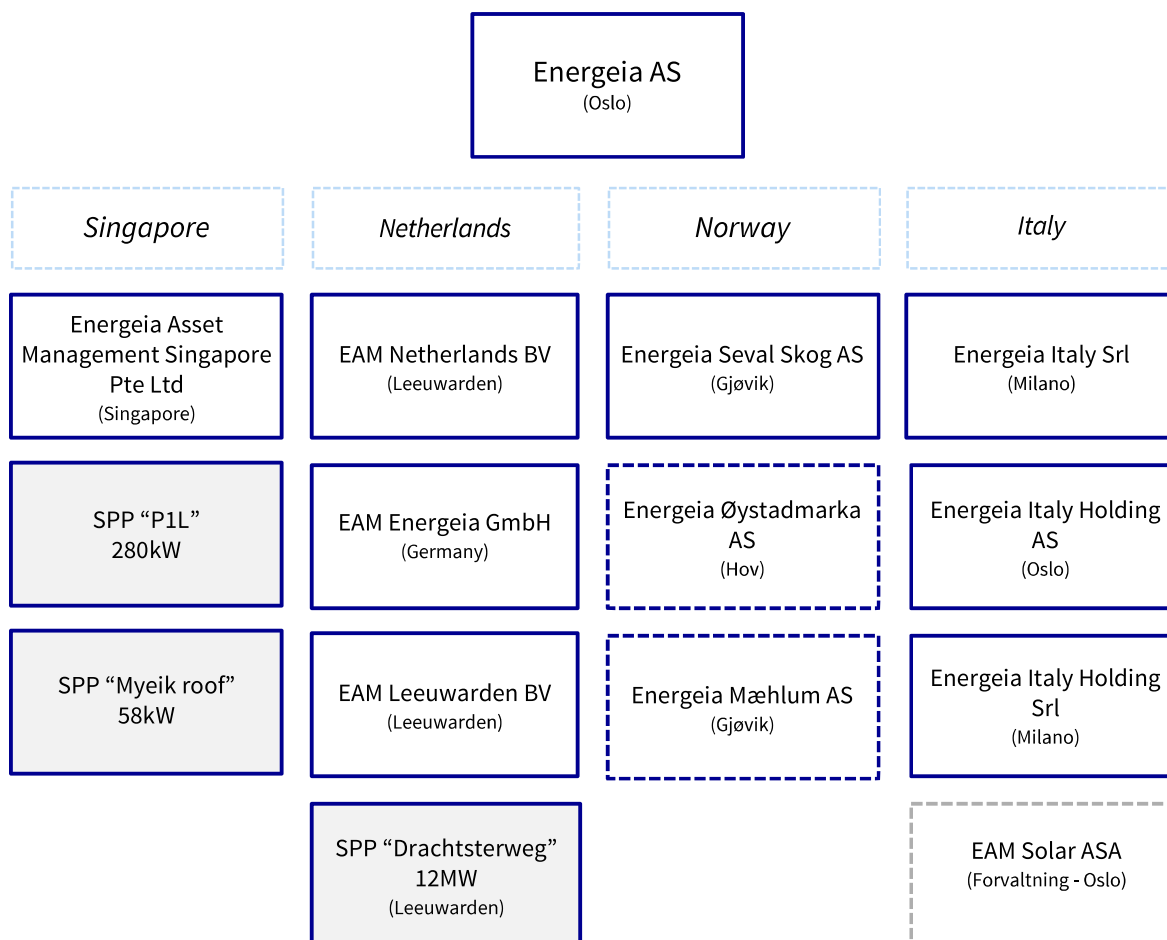 Energeia AS
(Oslo)
Singapore
Netherlands
Norway
Italy
Energeia Asset
Management Singapore
Pte Ltd
(Singapore)
EAM Netherlands BV
(Leeuwarden)
Energeia Seval Skog AS
(Gjøvik)
Energeia Italy Srl
(Milano)
SPP “P1L”
280kW
EAM Energeia GmbH
(Germany)
Energeia Øystadmarka
AS
(Hov)
Energeia Italy Holding
AS
(Oslo)
SPP “Myeik roof”
58kW
EAM Leeuwarden BV
(Leeuwarden)
Energeia Mæhlum AS
(Gjøvik)
Energeia Italy Holding
Srl
(Milano)
SPP “Drachtsterweg”
12MW
(Leeuwarden)
EAM Solar ASA
(Forvaltning - Oslo)